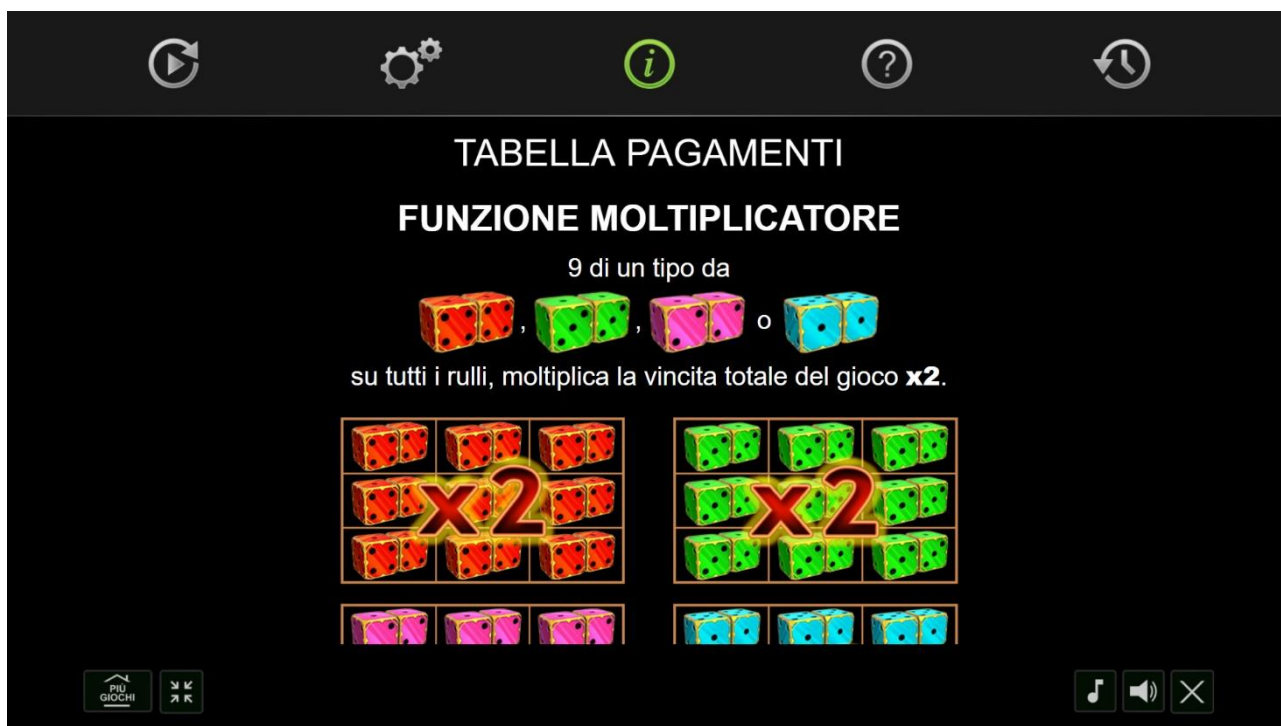 TABELLA PAGAMENTI
FUNZIONE MOLTIPLICATORE
9 di un tipo da
, , o
su tutti i rulli, moltiplica la vincita totale del gioco x2.
x2 x2
PIÙ
GIOCHI